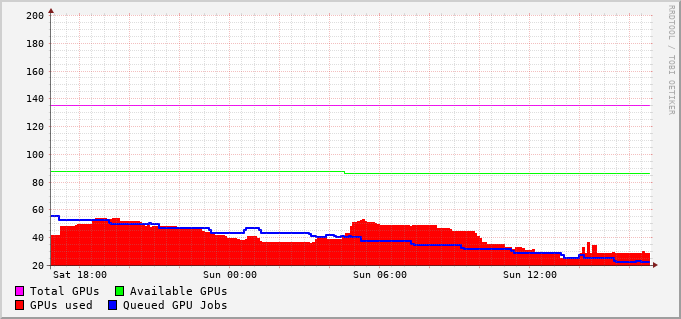 200
180
160
140
120
100
80
60
40
20
Sat 18:00 Sun 00:00 Sun 06:00 Sun 12:00
Total GPUs Available GPUs
GPUs used Queued GPU Jobs
RRDTOOL / TOBI OETIKER